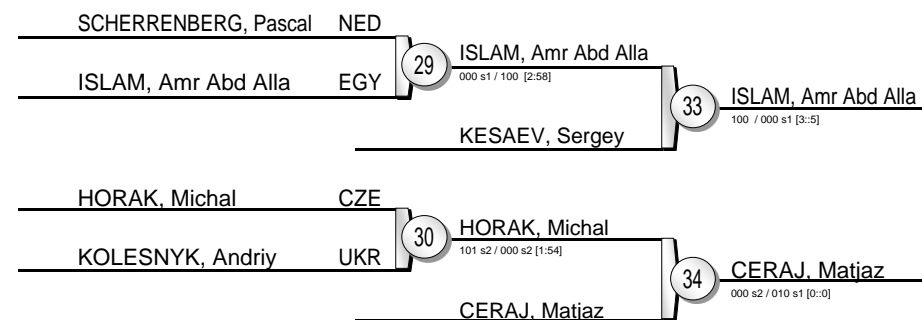 SCHERRENBERG, Pascal NED
29
ISLAM, Amr Abd Alla
000 s1 / 100 [2:58]
ISLAM, Amr Abd Alla EGY
33
ISLAM, Amr Abd Alla
100 / 000 s1 [3::5]
KESAEV, Sergey
HORAK, Michal CZE
30
HORAK, Michal
101 s2 / 000 s2 [1:54]
KOLESNYK, Andriy UKR
34
CERAJ, Matjaz
000 s2 / 010 s1 [0::0]
CERAJ, Matjaz